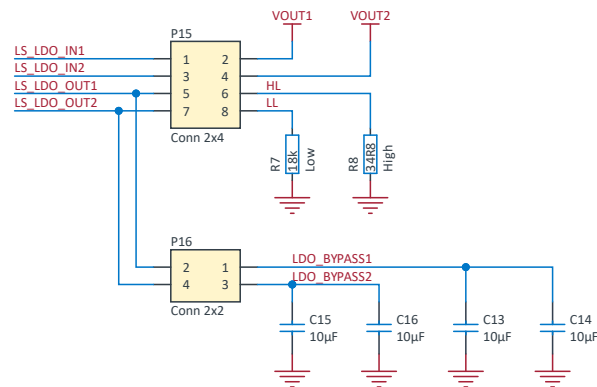 VOUT1 VOUT2
P15
LS_LDO_IN1 1 2
LS_LDO_IN2 3 4
LS_LDO_OUT1 5 6 HL
LS_LDO_OUT2 7 8 LL
Conn 2x4
R7 18k Low R8 34R8 High
P16
2 1 LDO_BYPASS1
4 3 LDO_BYPASS2
Conn 2x2
C15 C16 C13 C14
10µF 10µF 10µF 10µF